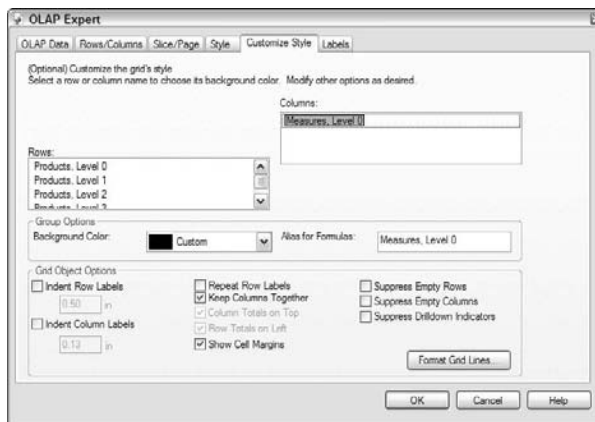 OLAP Expert
OLAP Data Rows/Columns Slice/Page Style Customize Style Labels
(Optional) Customize the grid's style
Select a row or column name to choose its background color. Modify other options as desired.
Columns:
Measures, Level 0
Rows:
Products, Level 0
Products, Level 1
Products, Level 2
Products, Level 3
Group Options
Background Color: Custom Alias for Formulas: Measures, Level 0
Grid Object Options
Indent Row Labels
0.50 in
Indent Column Labels
0.13 in
Repeat Row Labels
Keep Columns Together
Column Totals on Top
Row Totals on Left
Show Cell Margins
Suppress Empty Rows
Suppress Empty Columns
Suppress Drilldown Indicators
Format Grid Lines...
OK Cancel Help